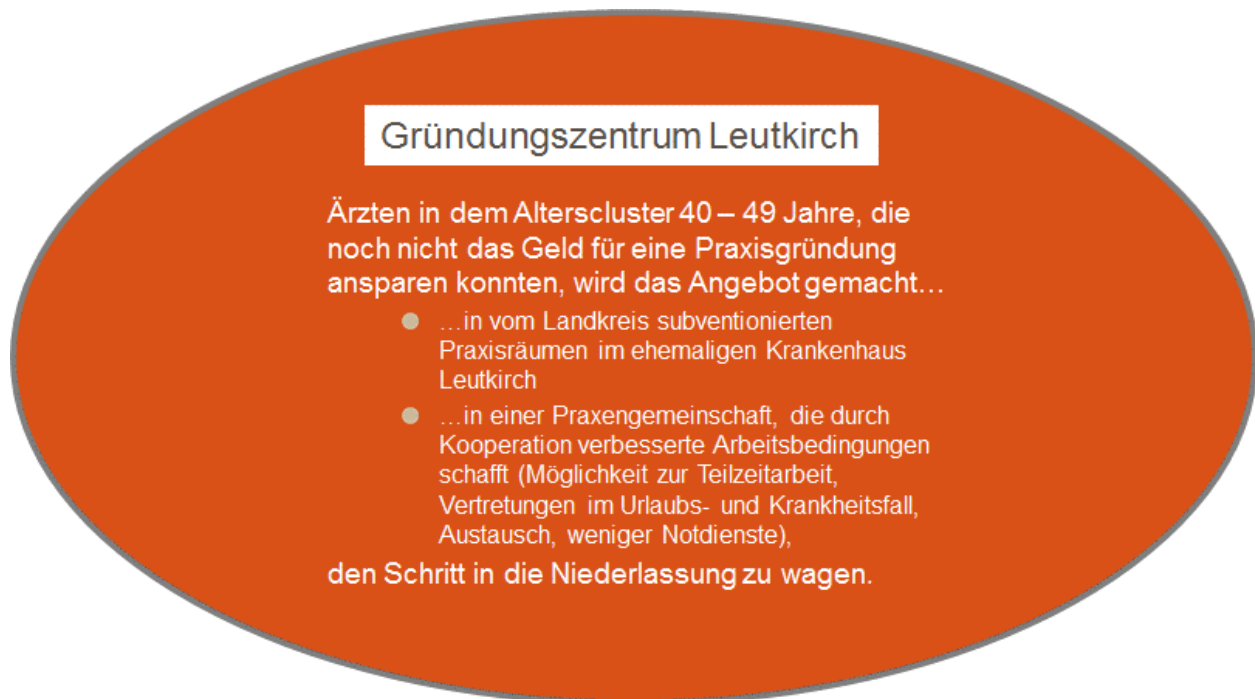 Gründungszentrum Leutkirch
Ärzten in dem Alterscluster 40 – 49 Jahre, die
noch nicht das Geld für eine Praxisgründung
ansparen konnten, wird das Angebot gemacht…
…in vom Landkreis subventionierten
Praxisräumen im ehemaligen Krankenhaus
Leutkirch
…in einer Praxengemeinschaft, die durch
Kooperation verbesserte Arbeitsbedingungen
schafft (Möglichkeit zur Teilzeitarbeit,
Vertretungen im Urlaubs- und Krankheitsfall,
Austausch, weniger Notdienste),
den Schritt in die Niederlassung zu wagen.